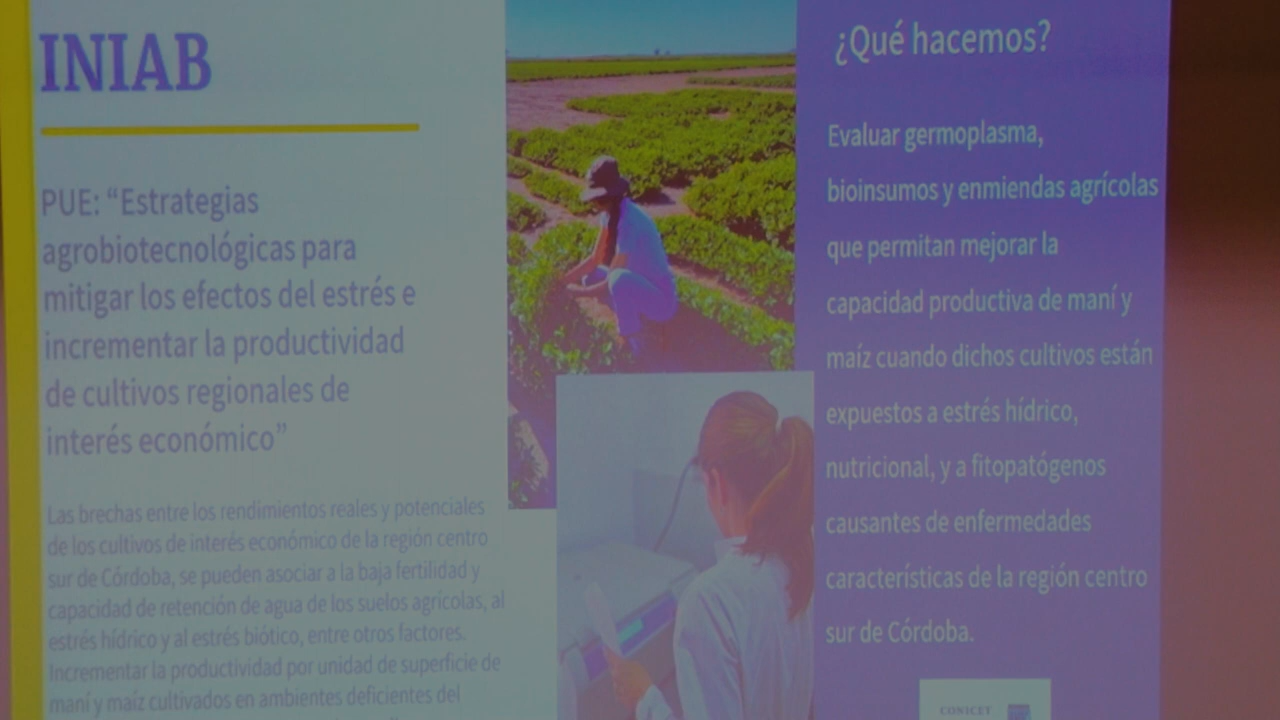 INIAB
PUE: “Estrategias
agrobiotecnológicas para
mitigar los efectos del estrés e
incrementar la productividad
de cultivos regionales de
interés económico”
Las brechas entre los rendimientos reales y potenciales
de los cultivos de interés económico de la región centro
sur de Córdoba, se pueden asociar a la baja fertilidad y
capacidad de retención de agua de los suelos agrícolas, al
estrés hídrico y al estrés biótico, entre otros factores.
Incrementar la productividad por unidad de superficie de
maní y maíz cultivados en ambientes deficientes del
¿Qué hacemos?
Evaluar germoplasma,
bioinsumos y enmiendas agrícolas
que permitan mejorar la
capacidad productiva de maní y
maíz cuando dichos cultivos están
expuestos a estrés hídrico,
nutricional, y a fitopatógenos
causantes de enfermedades
características de la región centro
sur de Córdoba.
CONICET